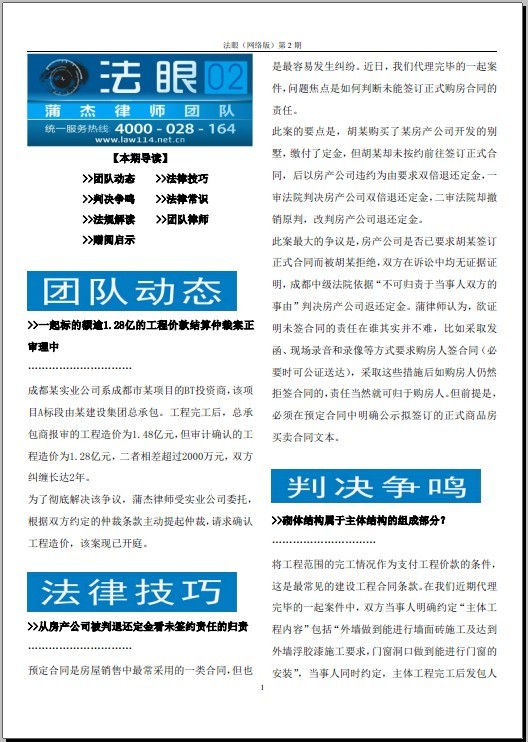 法眼（网络版）第 2 期
法 眼 02
蒲 杰 律 师 团 队
统一服务热线: 4000 - 028 - 164
www.law114.net.cn
【本期导读】
>>团队动态 >>法律技巧
>>判决争鸣 >>法律常识
>>法规解读 >>团队律师
>>赠阅启示
团队动态
>>一起标的额逾1.28亿的工程价款结算仲裁案正
审理中
…………………………
成都某实业公司系成都市某项目的BT投资商，该项
目A标段由某建设集团总承包。工程完工后，总承
包商报审的工程造价为1.48亿元，但审计确认的工
程造价为1.28亿元，二者相差超过2000万元，双方
纠缠长达2年。
为了彻底解决该争议，蒲杰律师受实业公司委托，
根据双方约定的仲裁条款主动提起仲裁，请求确认
工程造价，该案现已开庭。
法律技巧
>>从房产公司被判退还定金看未签约责任的归责
…………………………
预定合同是房屋销售中最常采用的一类合同，但也
是最容易发生纠纷。近日，我们代理完毕的一起案
件，问题焦点是如何判断未能签订正式购房合同的
责任。
此案的要点是，胡某购买了某房产公司开发的别
墅，缴付了定金，但胡某却未按约前往签订正式合
同，后以房产公司违约为由要求双倍退还定金，一
审法院判决房产公司双倍退还定金，二审法院却撤
销原判，改判房产公司退还定金。
此案最大的争议是，房产公司是否已要求胡某签订
正式合同而被胡某拒绝，双方在诉讼中均无证据证
明，成都中级法院依据“不可归责于当事人双方的
事由”判决房产公司返还定金。蒲律师认为，欲证
明未签合同的责任在谁其实并不难，比如采取发
函、现场录音和录像等方式要求购房人签合同（必
要时可公证送达），采取这些措施后如购房人仍然
拒签合同的，责任当然就可归于购房人。但前提是，
必须在预定合同中明确公示拟签订的正式商品房
买卖合同文本。
判决争鸣
>>砌体结构属于主体结构的组成部分？
…………………………
将工程范围的完工情况作为支付工程价款的条件，
这是最常见的建设工程合同条款。在我们近期代理
完毕的一起案件中，双方当事人明确约定“主体工
程内容”包括“外墙做到能进行墙面砖施工及达到
外墙浮胶漆施工要求，门窗洞口做到能进行门窗的
安装”，当事人同时约定，主体工程完工后发包人
1